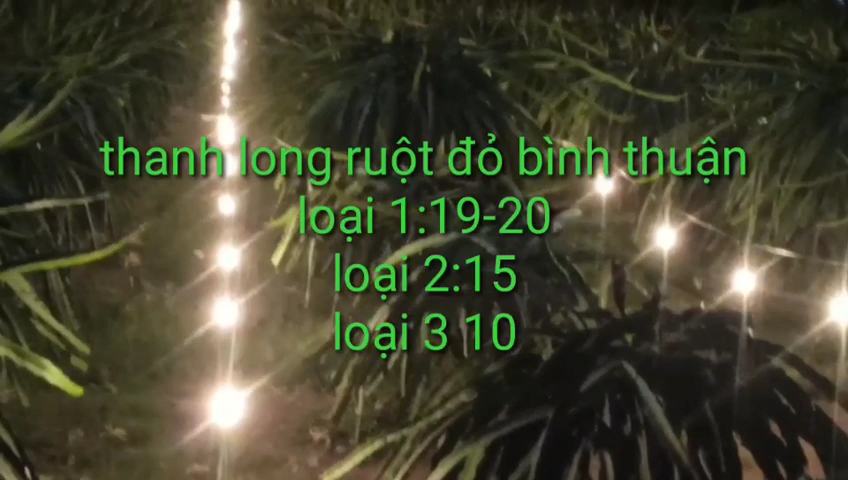 thanh long ruột đỏ bình thuận
loại 1:19-20
loại 2:15
loại 3 10